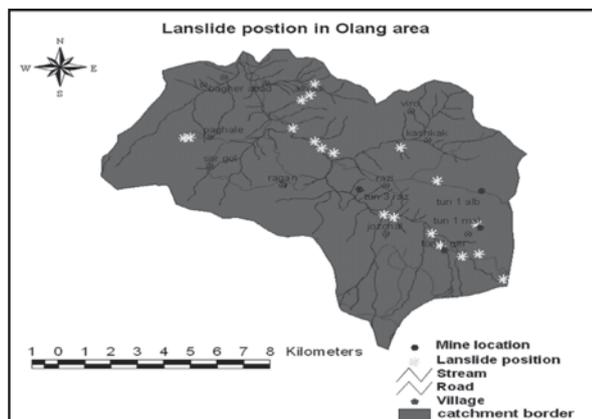 Lanslide postion in Olang area
N
W E
S
bagher abad
viro
kashkak
paghale
sar gol
ragan
razi
tun 3 raz
tun 1 alb
tun 1 mak
jozchal
1 0 1 2 3 4 5 6 7 8 Kilometers
Mine location
Lanslide position
Stream
Road
Village
catchment border